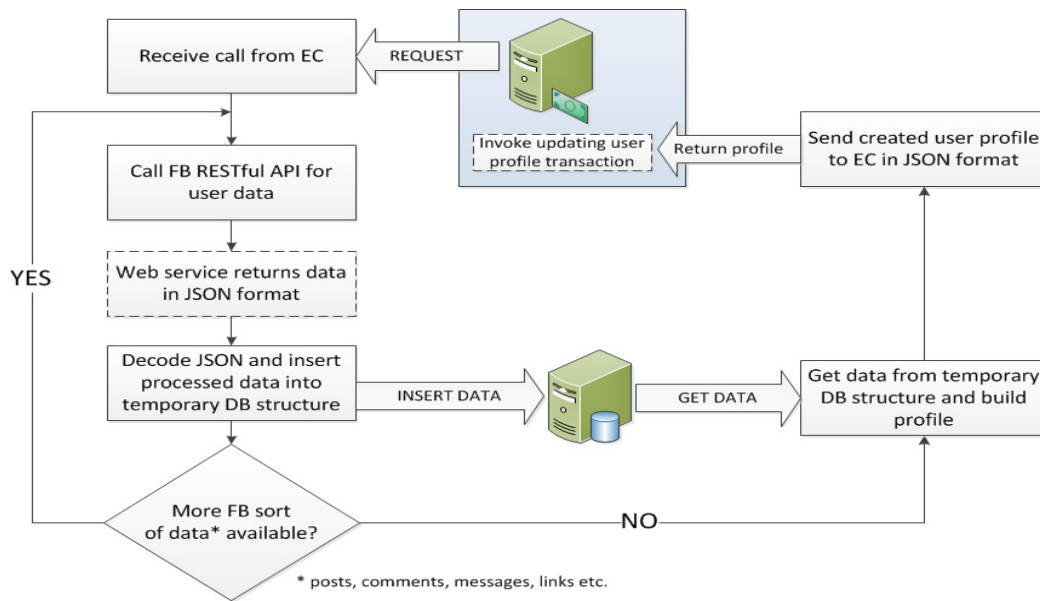 Receive call from EC
REQUEST
Invoke updating user
profile transaction
Return profile
Send created user profile
to EC in JSON format
Call FB RESTful API for
user data
YES
Web service returns data
in JSON format
Decode JSON and insert
processed data into
temporary DB structure
INSERT DATA
GET DATA
Get data from temporary
DB structure and build
profile
More FB sort
of data* available?
NO
* posts, comments, messages, links etc.